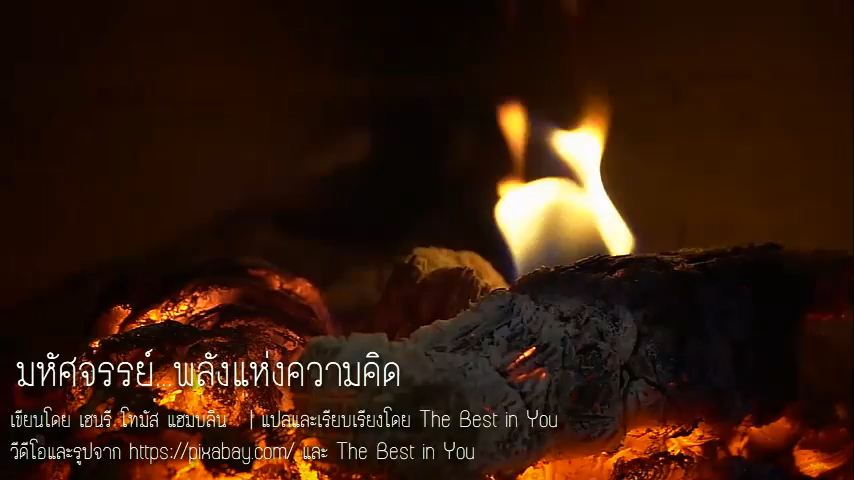 มหัศจรรย์...พลังแห่งความคิด
เขียนโดย เฮนรี โทมัส แฮมบลิน | แปลและเรียบเรียงโดย The Best in You
วีดีโอและรูปจาก https://pixabay.com/ และ The Best in You